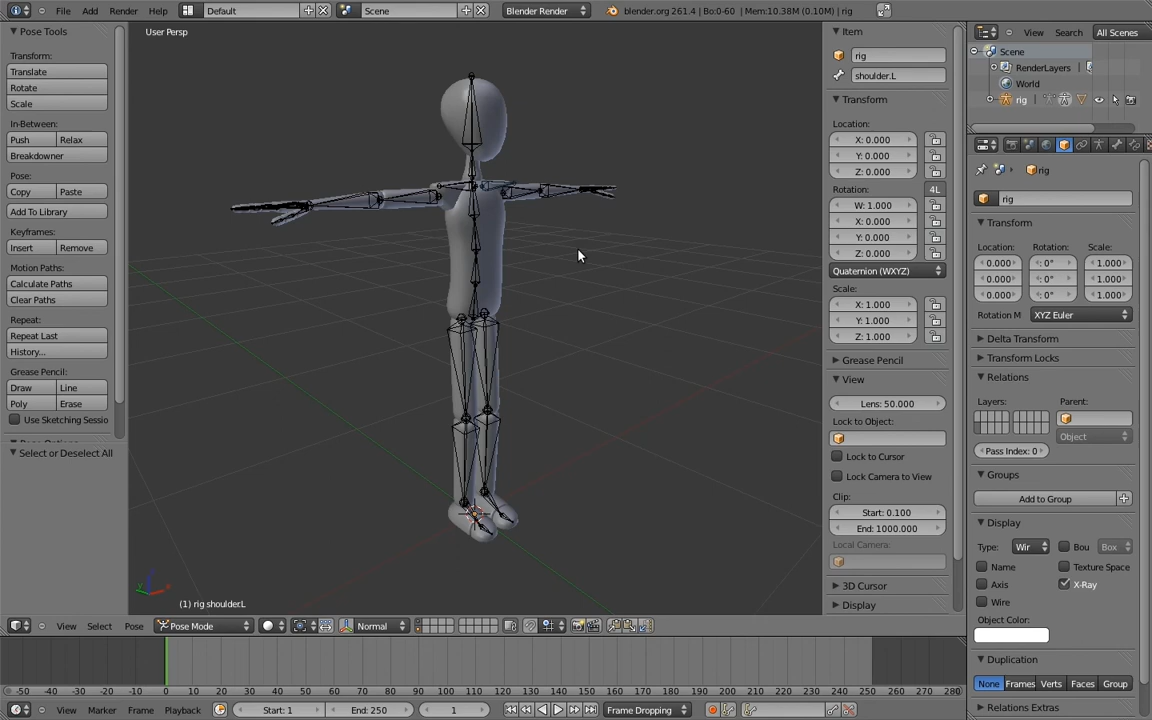 File Add Render Help Default Scene Blender Render blender.org 261.4 | Bo:0-60 | Mem:10.38M (0.10M) | rig
Pose Tools
Transform:
Translate
Rotate
Scale
In-Between:
Push Relax
Breakdowner
Pose:
Copy Paste
Add To Library
Keyframes:
Insert Remove
Motion Paths:
Calculate Paths
Clear Paths
Repeat:
Repeat Last
History...
Grease Pencil:
Draw Line
Poly Erase
Use Sketching Sessio
Select or Deselect All
User Persp
(1) rig shoulder.L
Item
rig
shoulder.L
Transform
Location:
X: 0.000
Y: 0.000
Z: 0.000
Rotation: 4L
W: 1.000
X: 0.000
Y: 0.000
Z: 0.000
Quaternion (WXYZ)
Scale:
X: 1.000
Y: 1.000
Z: 1.000
Grease Pencil
View
Lens: 50.000
Lock to Object:
Lock to Cursor
Lock Camera to View
Clip:
Start: 0.100
End: 1000.000
Local Camera:
3D Cursor
Display
View Search All Scenes
Scene
RenderLayers
World
rig
rig
rig
Transform
Location: Rotation: Scale:
0.000 : 0° 1.000
0.000 : 0° 1.000
0.000 : 0° 1.000
Rotation M XYZ Euler
Delta Transform
Transform Locks
Relations
Layers: Parent:
Object
Pass Index: 0
Groups
Add to Group
Display
Type: Wir Bou Box
Name Texture Space
Axis X-Ray
Wire
Object Color:
Duplication
None Frames Verts Faces Group
Relations Extras
View Select Pose Pose Mode Normal
-50 -40 -30 -20 -10 0 10 20 30 40 50 60 70 80 90 100 110 120 130 140 150 160 170 180 190 200 210 220 230 240 250 260 270 280
View Marker Frame Playback Start: 1 End: 250 1 Frame Dropping